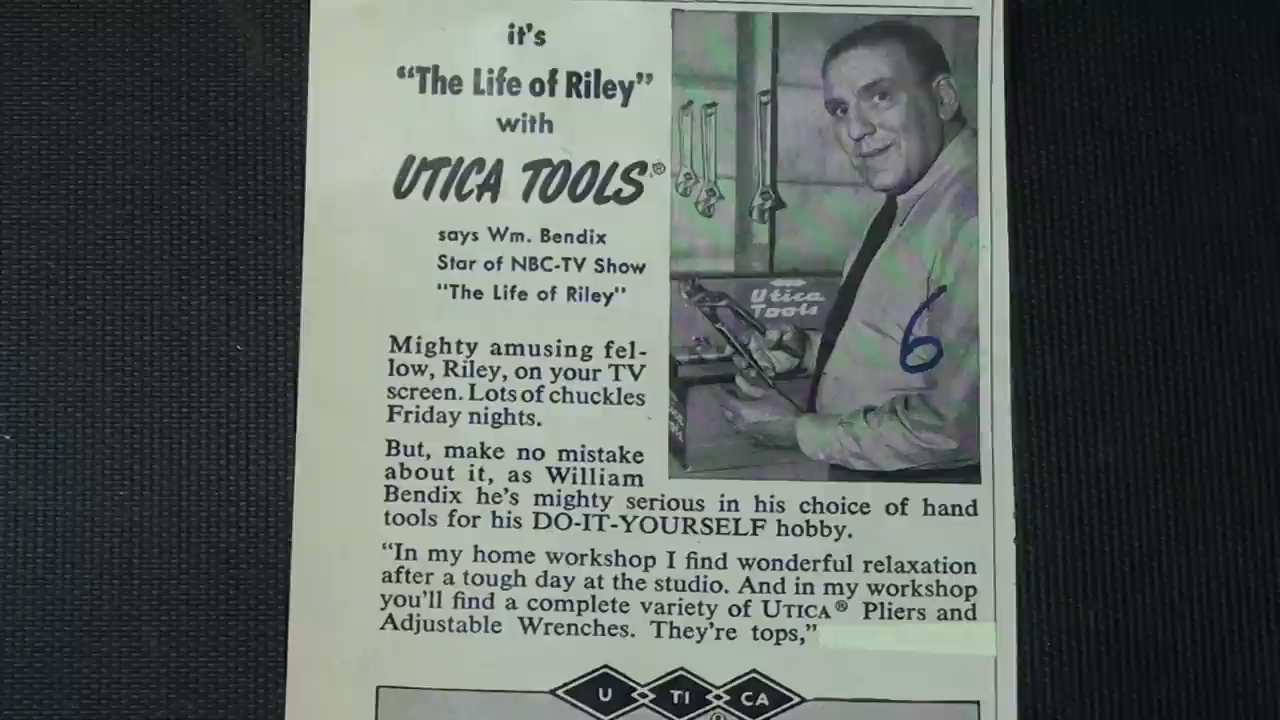 it's
“The Life of Riley”
with
UTICA TOOLS®
says Wm. Bendix
Star of NBC-TV Show
"The Life of Riley"
Utica
Tools
6
Mighty amusing fel-
low, Riley, on your TV
screen. Lots of chuckles
Friday nights.
But, make no mistake
about it, as William
Bendix he's mighty serious in his choice of hand
tools for his DO-IT-YOURSELF hobby.
“In my home workshop I find wonderful relaxation
after a tough day at the studio. And in my workshop
you'll find a complete variety of UTICA® Pliers and
Adjustable Wrenches. They're tops,”
U TI CA
®